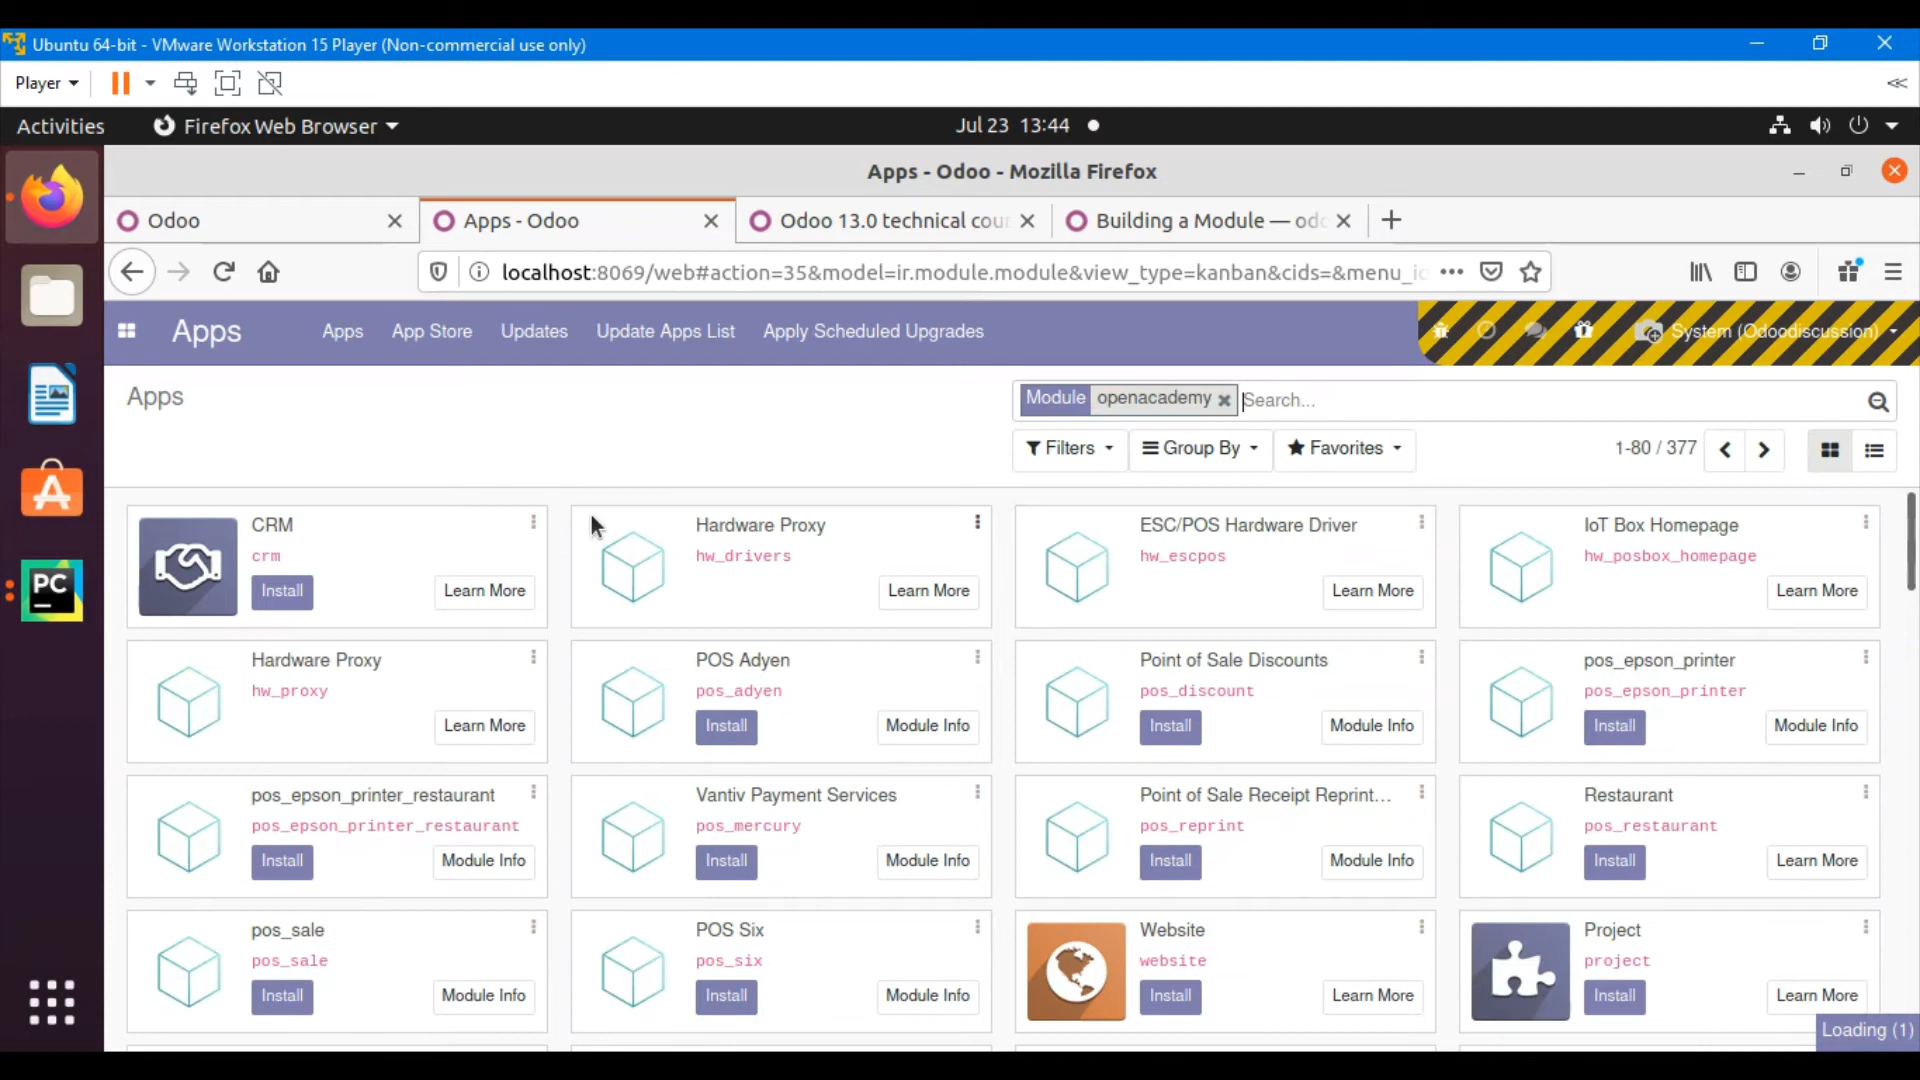 Ubuntu 64-bit - VMware Workstation 15 Player (Non-commercial use only)
Player
Activities
Firefox Web Browser
Jul 23 13:44
Apps - Odoo - Mozilla Firefox
Odoo
Apps - Odoo
Odoo 13.0 technical cou
Building a Module — odo
localhost:8069/web#action=35&model=ir.module.module&view_type=kanban&cids=&menu_ic
Apps
Apps
App Store
Updates
Update Apps List
Apply Scheduled Upgrades
System (Odoodiscussion)
Apps
Module
openacademy
Search...
Filters
Group By
Favorites
1-80 / 377
CRM
crm
Install
Learn More
Hardware Proxy
hw_drivers
Learn More
ESC/POS Hardware Driver
hw_escpos
Learn More
IoT Box Homepage
hw_posbox_homepage
Learn More
Hardware Proxy
hw_proxy
Learn More
POS Adyen
pos_adyen
Install
Module Info
Point of Sale Discounts
pos_discount
Install
Module Info
pos_epson_printer
pos_epson_printer
Install
Module Info
pos_epson_printer_restaurant
pos_epson_printer_restaurant
Install
Module Info
Vantiv Payment Services
pos_mercury
Install
Module Info
Point of Sale Receipt Reprint...
pos_reprint
Install
Module Info
Restaurant
pos_restaurant
Install
Learn More
pos_sale
pos_sale
Install
Module Info
POS Six
pos_six
Install
Module Info
Website
website
Install
Learn More
Project
project
Install
Learn More
Loading (1)
PC